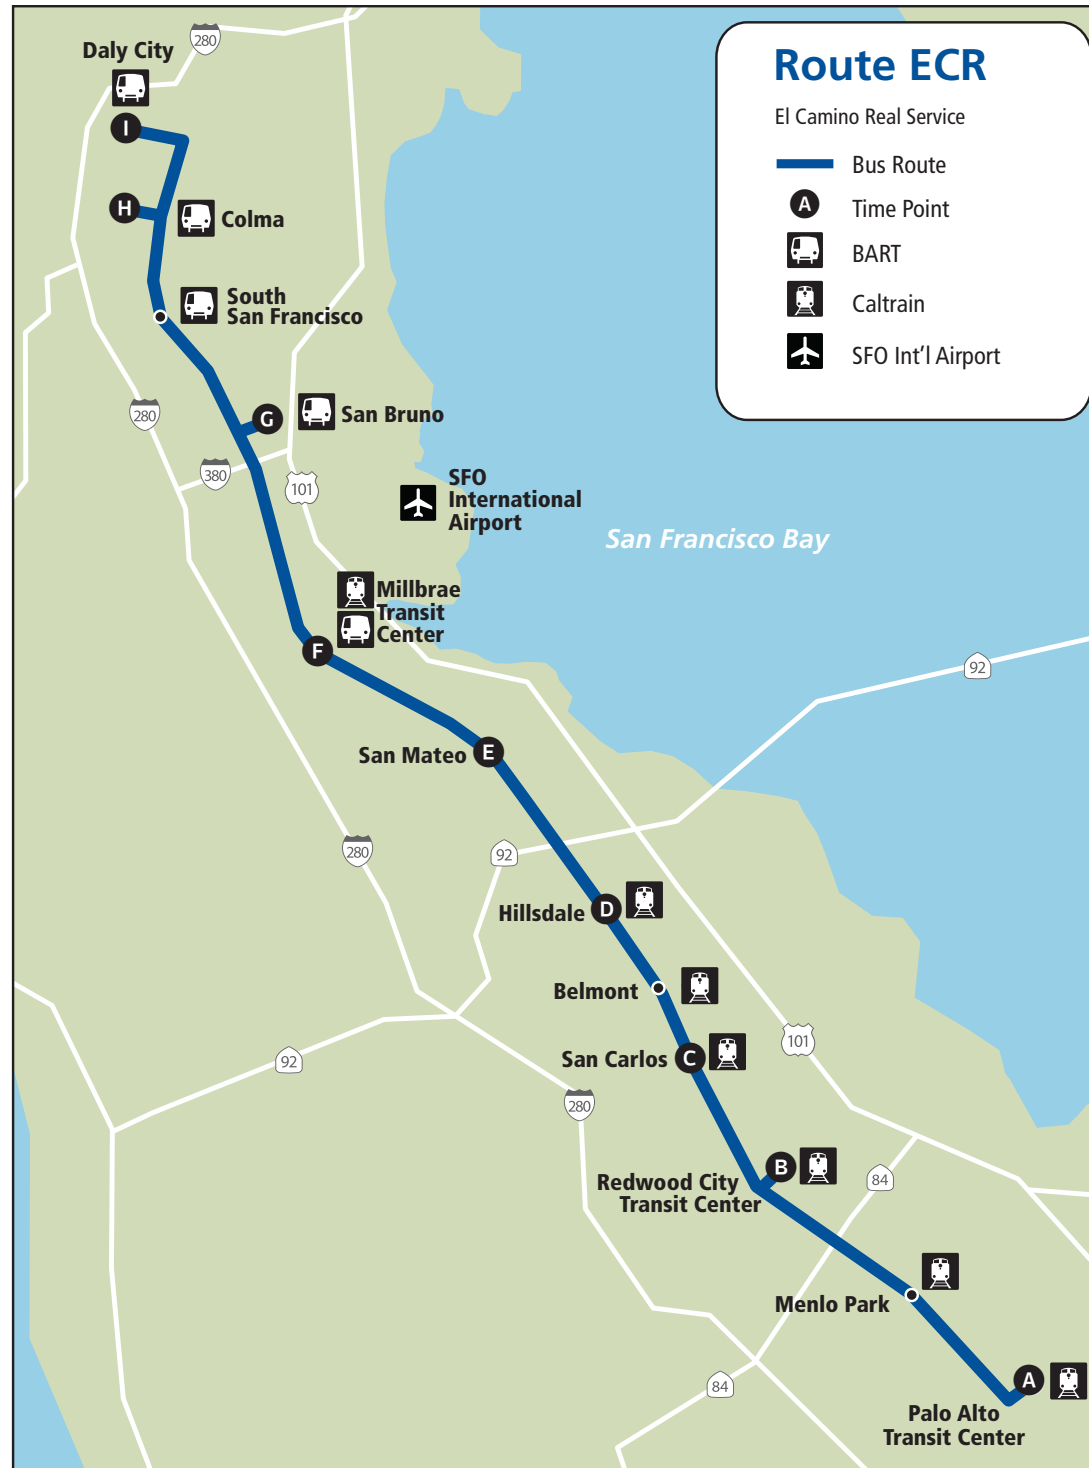 Route ECR
El Camino Real Service
Bus Route
A
Time Point
BART
Caltrain
SFO Int'l Airport
280
Daly City
I
H
Colma
South
San Francisco
280
G
San Bruno
380
101
SFO
International
Airport
San Francisco Bay
Millbrae
Transit
Center
F
92
San Mateo
E
280
92
Hillsdale
D
Belmont
101
San Carlos
C
92
280
B
Redwood City
Transit Center
84
Menlo Park
84
A
Palo Alto
Transit Center